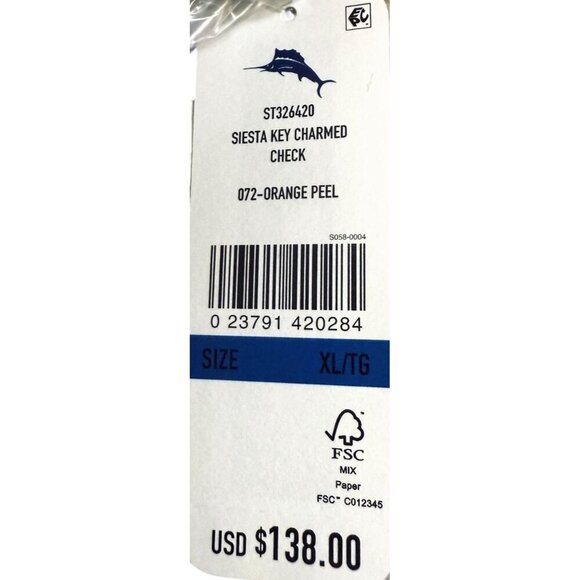 ST326420
SIESTA KEY CHARMED
CHECK
072-ORANGE PEEL
S058-0004
0 23791 420284
SIZE XL/TG
FSC
MIX
Paper
FSC™ C012345
USD $138.00